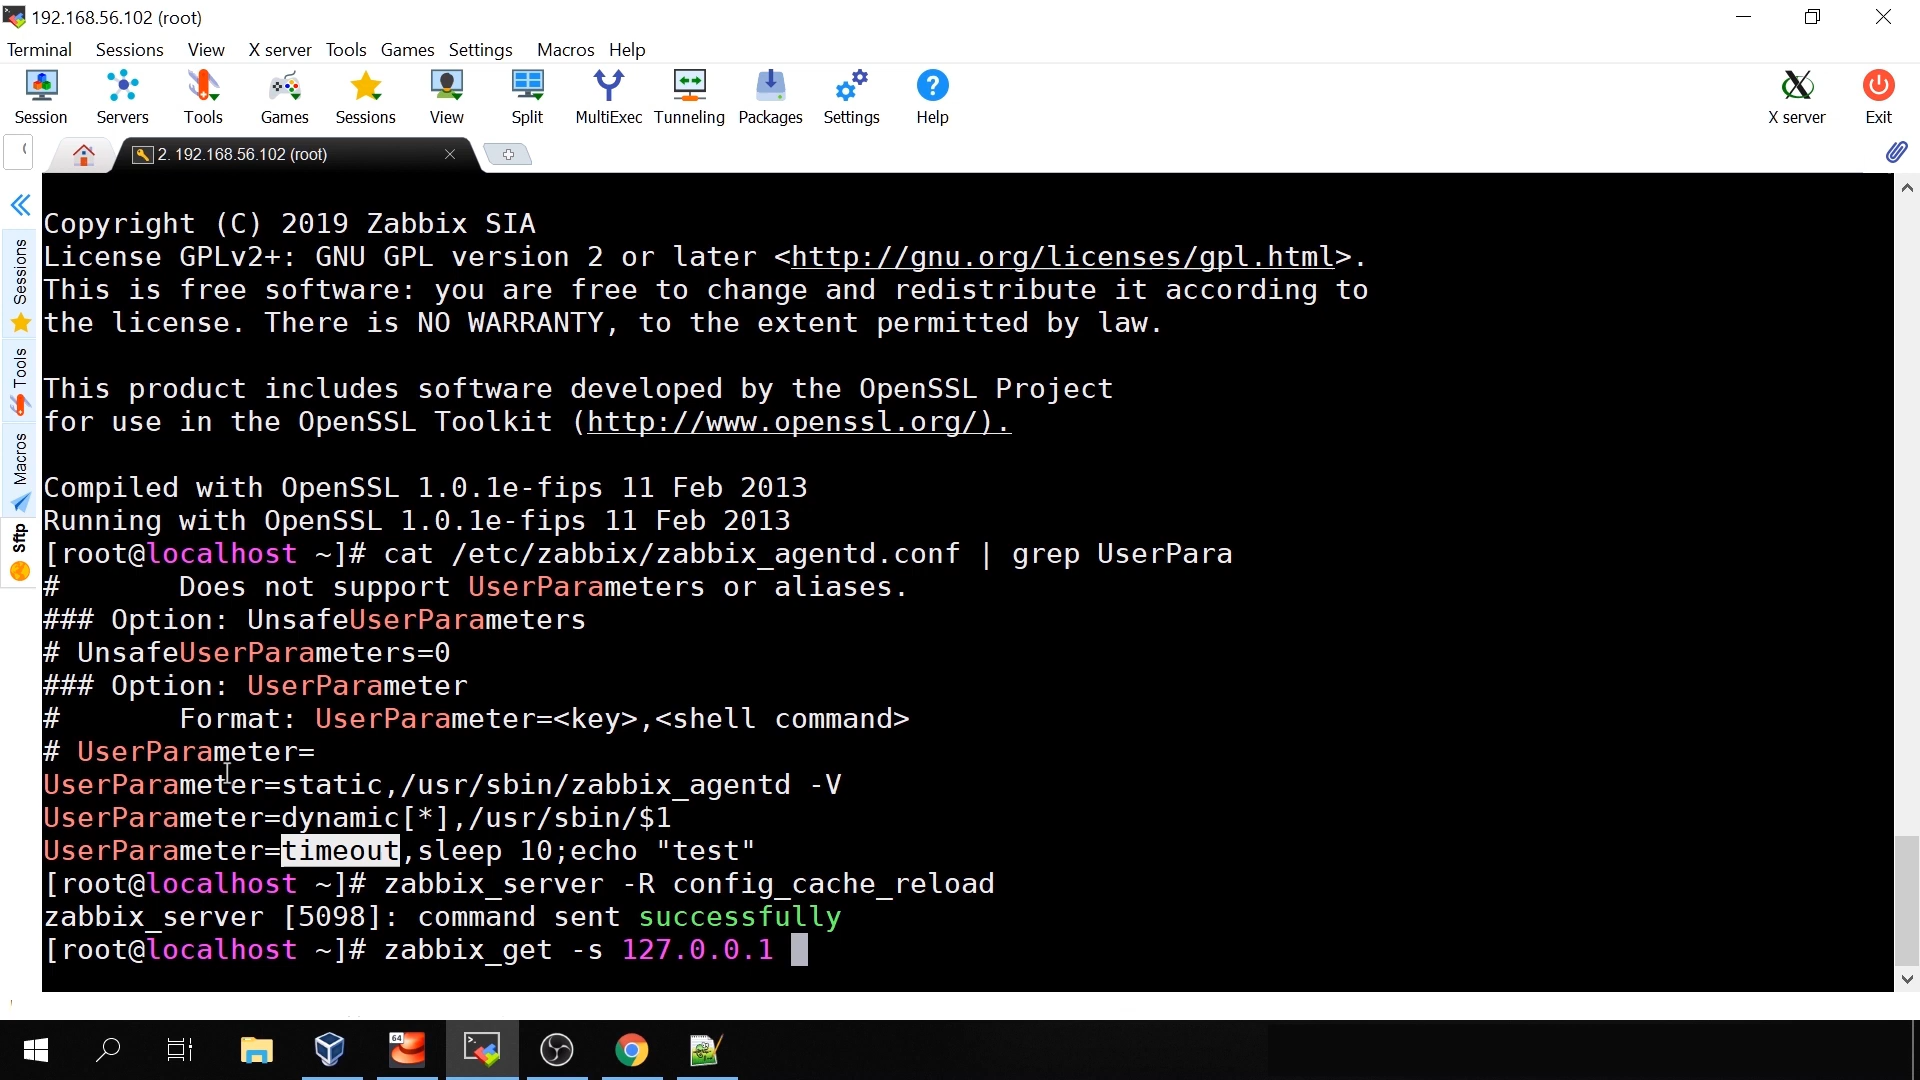 192.168.56.102 (root)
Terminal Sessions View X server Tools Games Settings Macros Help
Session Servers Tools Games Sessions View Split MultiExec Tunneling Packages Settings Help X server Exit
2. 192.168.56.102 (root)
Sessions
Tools
Macros
Sftp
Copyright (C) 2019 Zabbix SIA
License GPLv2+: GNU GPL version 2 or later <http://gnu.org/licenses/gpl.html>.
This is free software: you are free to change and redistribute it according to
the license. There is NO WARRANTY, to the extent permitted by law.
This product includes software developed by the OpenSSL Project
for use in the OpenSSL Toolkit (http://www.openssl.org/).
Compiled with OpenSSL 1.0.1e-fips 11 Feb 2013
Running with OpenSSL 1.0.1e-fips 11 Feb 2013
[root@localhost ~]# cat /etc/zabbix/zabbix_agentd.conf | grep UserPara
#       Does not support UserParameters or aliases.
### Option: UnsafeUserParameters
# UnsafeUserParameters=0
### Option: UserParameter
#       Format: UserParameter=<key>,<shell command>
# UserParameter=
UserParameter=static,/usr/sbin/zabbix_agentd -V
UserParameter=dynamic[*],/usr/sbin/$1
UserParameter=timeout,sleep 10;echo "test"
[root@localhost ~]# zabbix_server -R config_cache_reload
zabbix_server [5098]: command sent successfully
[root@localhost ~]# zabbix_get -s 127.0.0.1
64